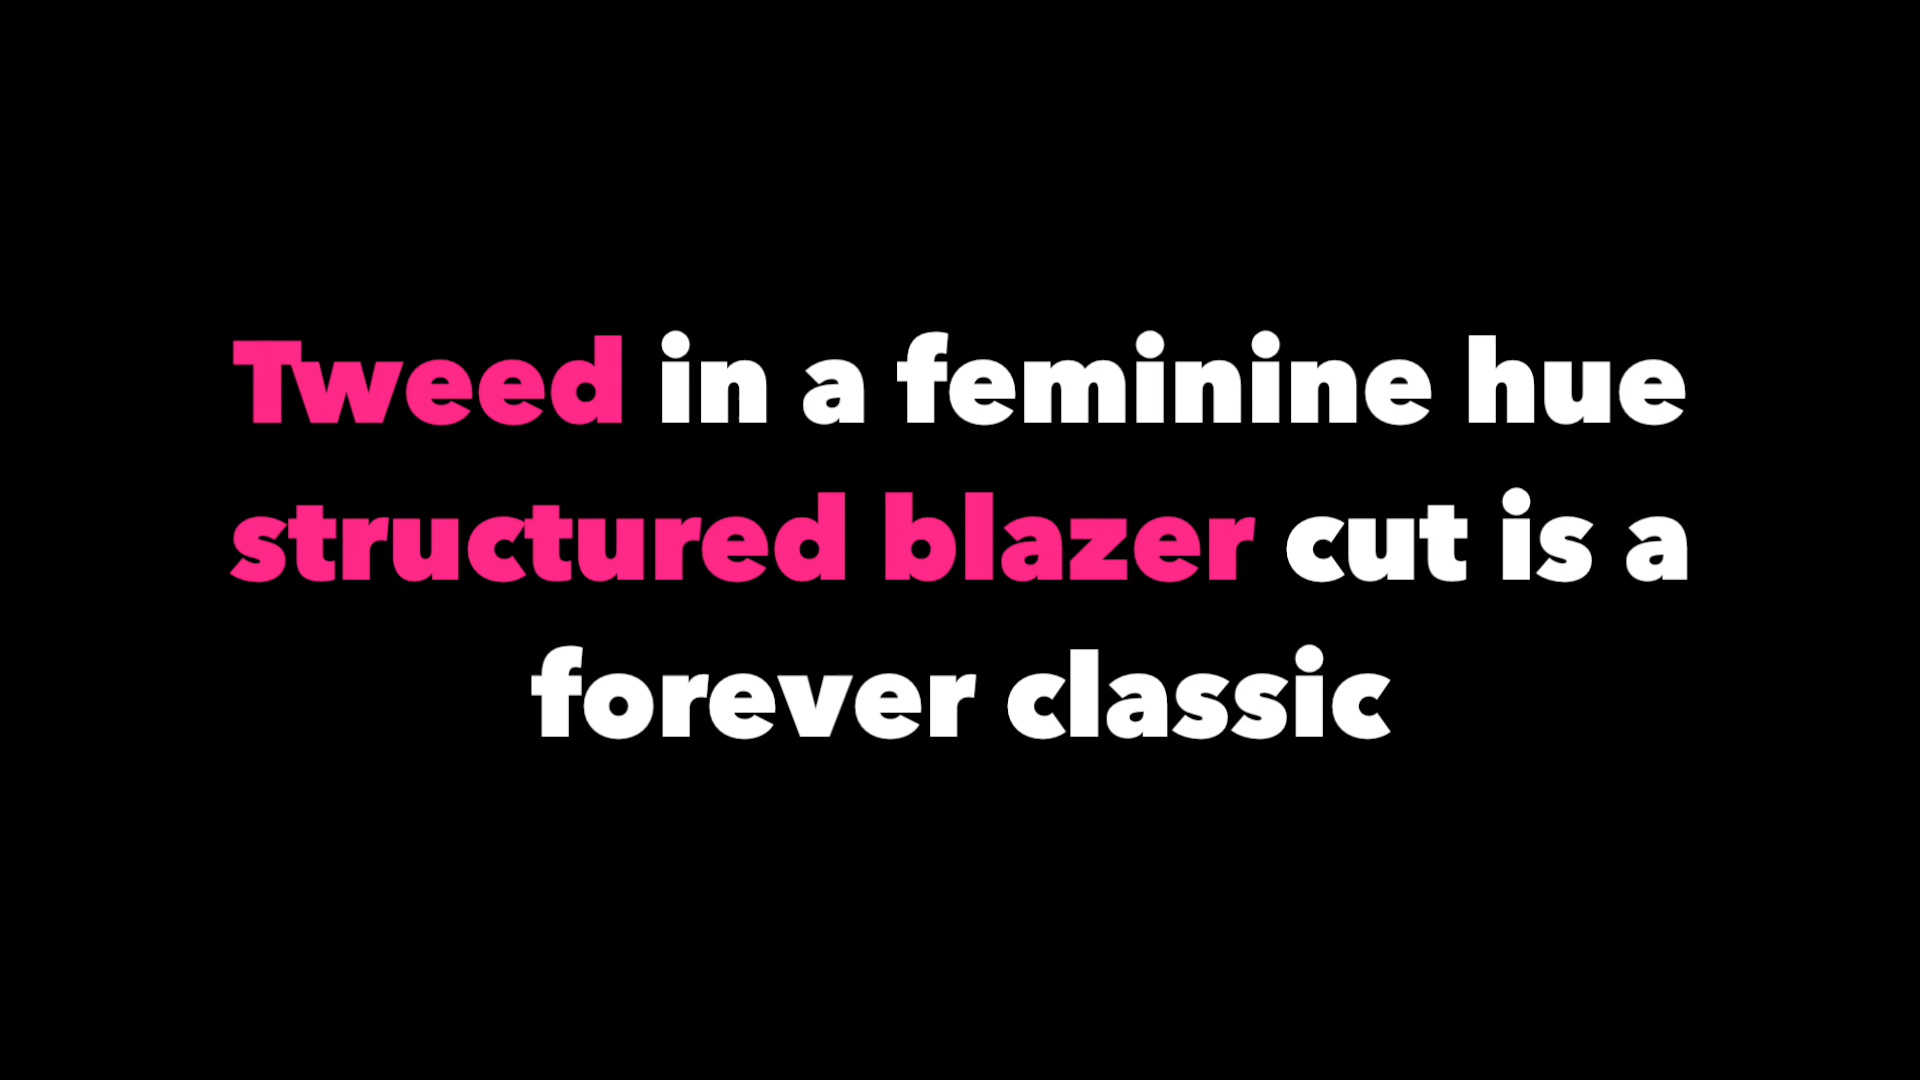 Tweed in a feminine hue
structured blazer cut is a
forever classic